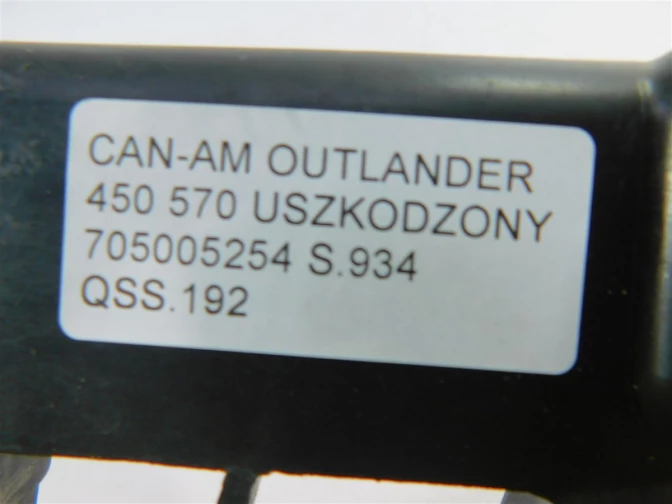 CAN-AM OUTLANDER
450 570 USZKODZONY
705005254 S.934
QSS.192